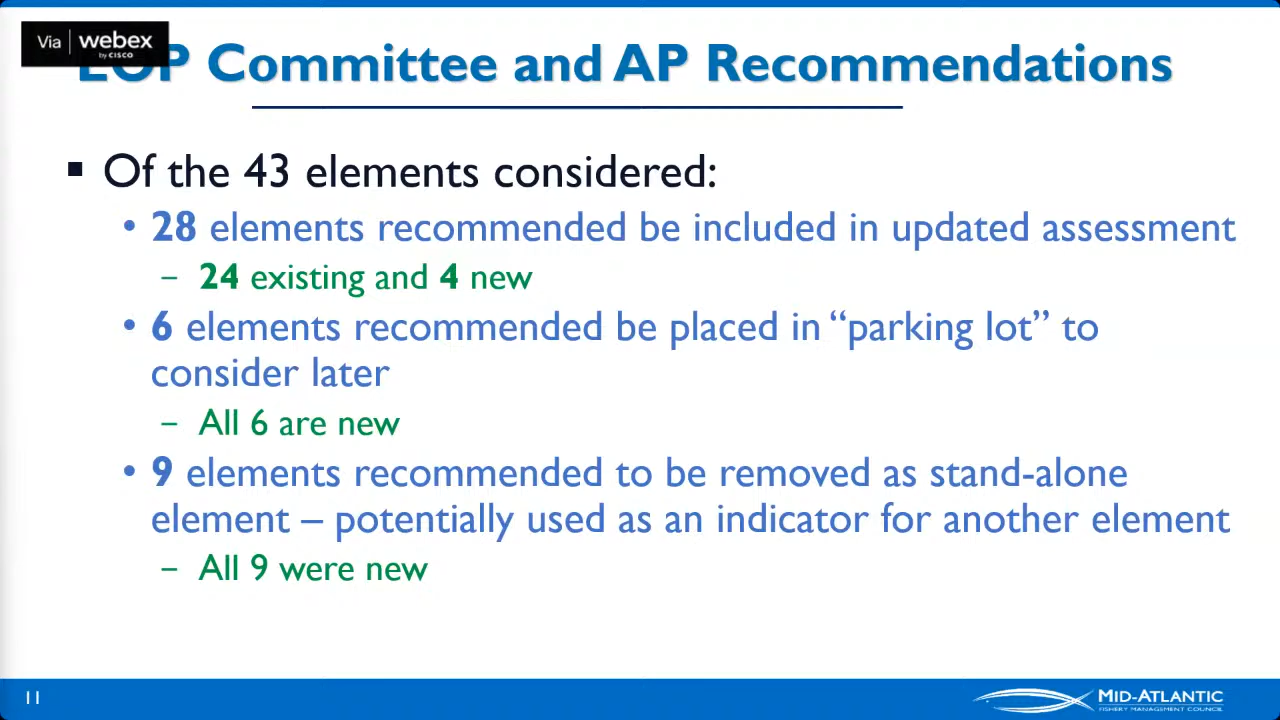 Via webex
by CISCO
Committee and AP Recommendations
▪ Of the 43 elements considered:
• 28 elements recommended be included in updated assessment
– 24 existing and 4 new
• 6 elements recommended be placed in “parking lot” to
consider later
– All 6 are new
• 9 elements recommended to be removed as stand-alone
element – potentially used as an indicator for another element
– All 9 were new
11
MID-ATLANTIC
FISHERY MANAGEMENT COUNCIL